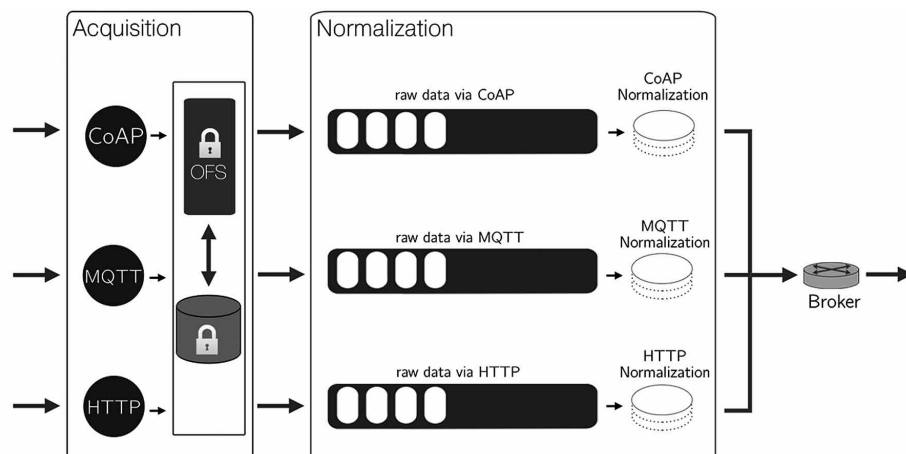 Acquisition
Normalization
CoAP
OFS
raw data via CoAP
CoAP
Normalization
MQTT
raw data via MQTT
MQTT
Normalization
Broker
HTTP
raw data via HTTP
HTTP
Normalization